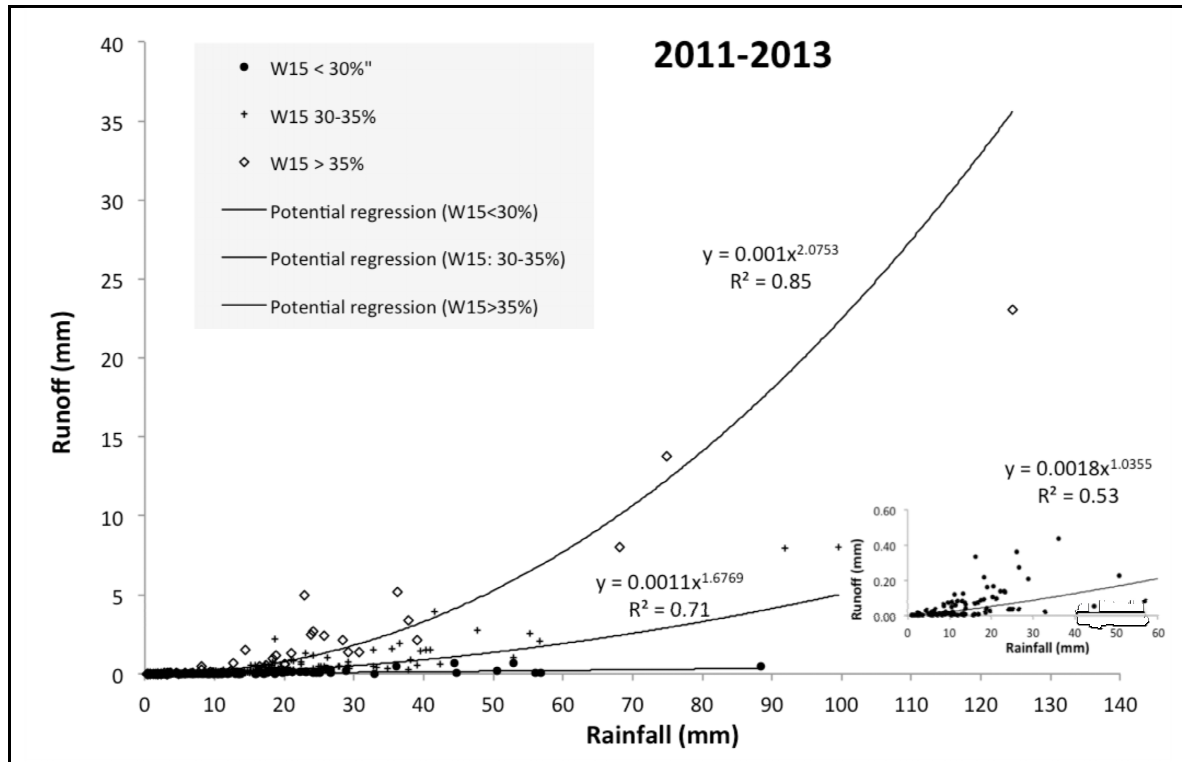 2011-2013
W15 < 30%"
W15 30-35%
W15 > 35%
Potential regression (W15<30%)
Potential regression (W15: 30-35%)
Potential regression (W15>35%)
y = 0.001x^2.0753
R² = 0.85
y = 0.0011x^1.6769
R² = 0.71
y = 0.0018x^1.0355
R² = 0.53
Runoff (mm)
40
35
30
25
20
15
10
5
0
0 10 20 30 40 50 60 70 80 90 100 110 120 130 140
Rainfall (mm)
Runoff (mm)
0.60
0.40
0.20
0.00
0 10 20 30 40 50 60
Rainfall (mm)